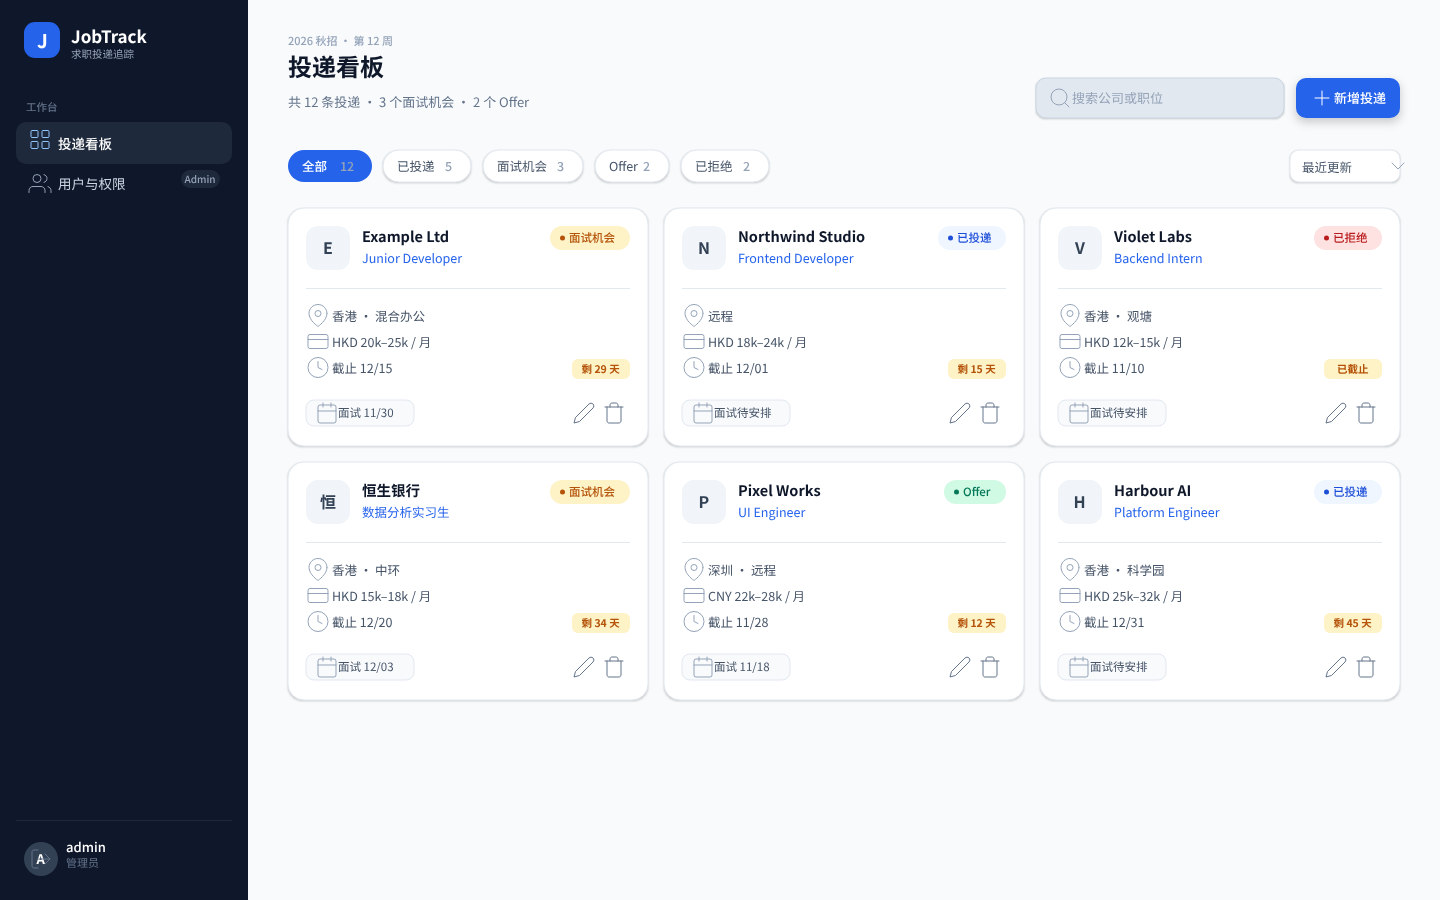 J
JobTrack
求职投递追踪
工作台
投递看板
用户与权限
Admin
A
admin
管理员
2026 秋招 · 第 12 周
投递看板
共 12 条投递 · 3 个面试机会 · 2 个 Offer
搜索公司或职位
新增投递
全部 12
已投递 5
面试机会 3
Offer 2
已拒绝 2
最近更新
E
Example Ltd
Junior Developer
面试机会
香港 · 混合办公
HKD 20k–25k / 月
截止 12/15
剩 29 天
面试 11/30
N
Northwind Studio
Frontend Developer
已投递
远程
HKD 18k–24k / 月
截止 12/01
剩 15 天
面试待安排
V
Violet Labs
Backend Intern
已拒绝
香港 · 观塘
HKD 12k–15k / 月
截止 11/10
已截止
面试待安排
恒
恒生银行
数据分析实习生
面试机会
香港 · 中环
HKD 15k–18k / 月
截止 12/20
剩 34 天
面试 12/03
P
Pixel Works
UI Engineer
Offer
深圳 · 远程
CNY 22k–28k / 月
截止 11/28
剩 12 天
面试 11/18
H
Harbour AI
Platform Engineer
已投递
香港 · 科学园
HKD 25k–32k / 月
截止 12/31
剩 45 天
面试待安排